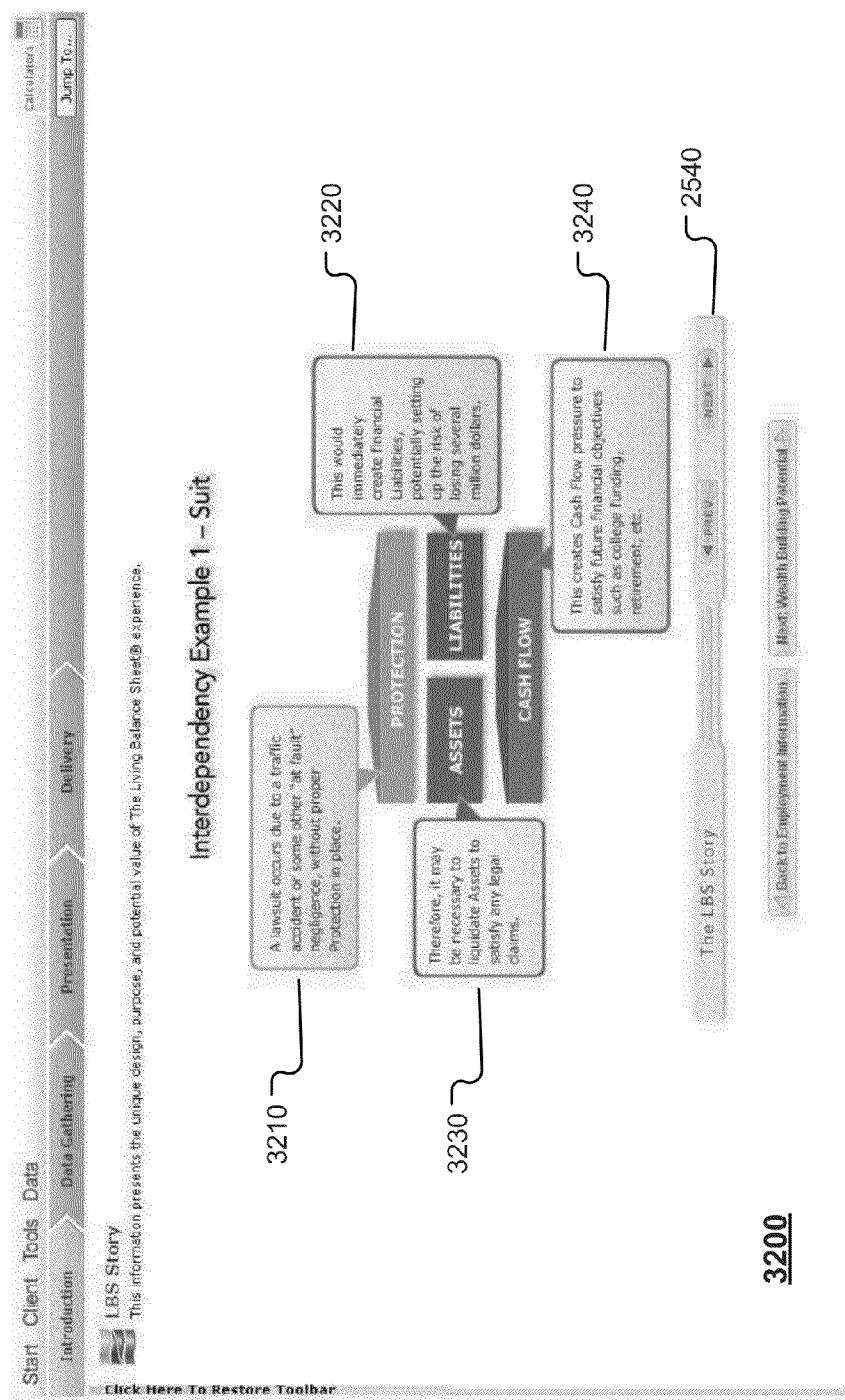 Start Client Tools Data
Calculators
Introduction
Data Gathering
Presentation
Delivery
Jump To...
LBS Story
This information presents the unique design, purpose, and potential value of The Living Balance Sheet® experience.
Click Here To Restore Toolbar
Interdependency Example 1 – Suit
3210
A lawsuit occurs due to a traffic
accident or some other "at fault"
negligence, without proper
Protection in place.
PROTECTION
This would
immediately
create financial
Liabilities,
potentially setting
up the risk of
losing several
million dollars.
3220
3230
Therefore, it may
be necessary to
liquidate Assets to
satisfy any legal
claims.
ASSETS
LIABILITIES
CASH FLOW
This creates Cash Flow pressure to
satisfy future financial objectives
such as college funding,
retirement, etc.
3240
The LBS Story
◀ PREV
NEXT ▶
2540
Back to Employment Information
Next: Wealth Building Potential
3200